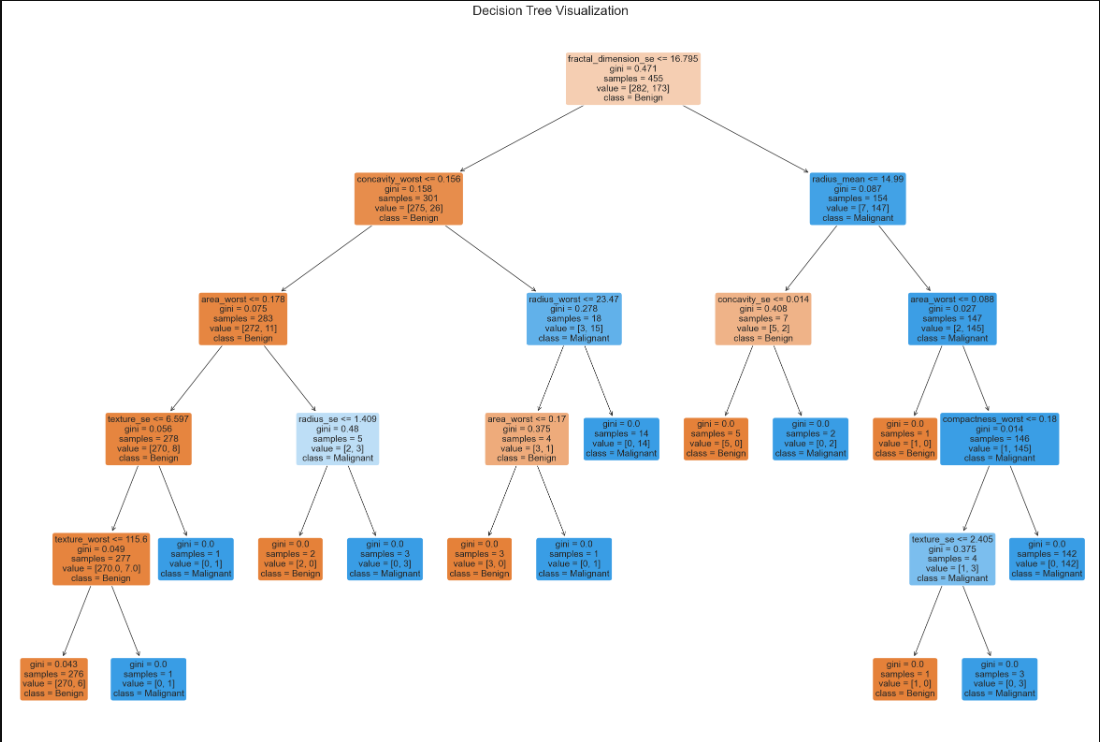 Decision Tree Visualization
fractal_dimension_se <= 16.795
gini = 0.471
samples = 455
value = [282, 173]
class = Benign
concavity_worst <= 0.156
gini = 0.158
samples = 301
value = [275, 26]
class = Benign
radius_mean <= 14.99
gini = 0.087
samples = 154
value = [7, 147]
class = Malignant
area_worst <= 0.178
gini = 0.075
samples = 283
value = [272, 11]
class = Benign
radius_worst <= 23.47
gini = 0.278
samples = 18
value = [3, 15]
class = Malignant
concavity_se <= 0.014
gini = 0.408
samples = 7
value = [5, 2]
class = Benign
area_worst <= 0.088
gini = 0.027
samples = 147
value = [2, 145]
class = Malignant
texture_se <= 6.597
gini = 0.056
samples = 278
value = [270, 8]
class = Benign
radius_se <= 1.409
gini = 0.48
samples = 5
value = [2, 3]
class = Malignant
area_worst <= 0.17
gini = 0.375
samples = 4
value = [3, 1]
class = Benign
gini = 0.0
samples = 14
value = [0, 14]
class = Malignant
gini = 0.0
samples = 5
value = [5, 0]
class = Benign
gini = 0.0
samples = 2
value = [0, 2]
class = Malignant
gini = 0.0
samples = 1
value = [1, 0]
class = Benign
compactness_worst <= 0.18
gini = 0.014
samples = 146
value = [1, 145]
class = Malignant
texture_worst <= 115.6
gini = 0.049
samples = 277
value = [270.0, 7.0]
class = Benign
gini = 0.0
samples = 1
value = [0, 1]
class = Malignant
gini = 0.0
samples = 2
value = [2, 0]
class = Benign
gini = 0.0
samples = 3
value = [0, 3]
class = Malignant
gini = 0.0
samples = 3
value = [3, 0]
class = Benign
gini = 0.0
samples = 1
value = [0, 1]
class = Malignant
texture_se <= 2.405
gini = 0.375
samples = 4
value = [1, 3]
class = Malignant
gini = 0.0
samples = 142
value = [0, 142]
class = Malignant
gini = 0.043
samples = 276
value = [270, 6]
class = Benign
gini = 0.0
samples = 1
value = [0, 1]
class = Malignant
gini = 0.0
samples = 1
value = [1, 0]
class = Benign
gini = 0.0
samples = 3
value = [0, 3]
class = Malignant